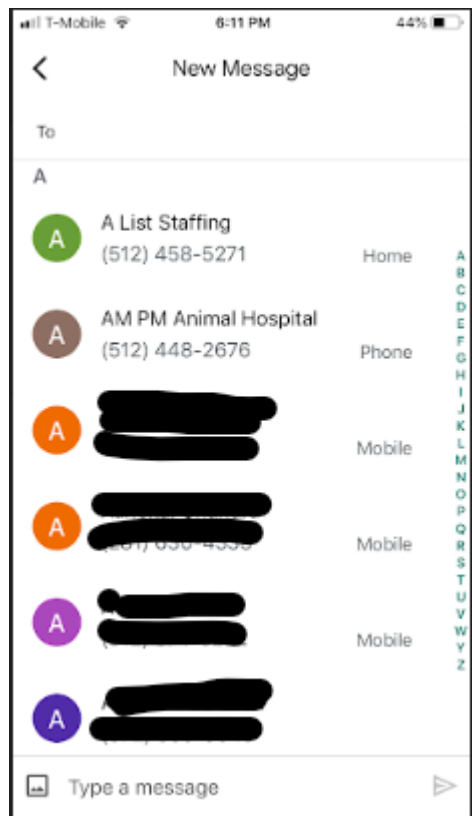 T-Mobile 6:11 PM 44%
New Message
To
A
A A List Staffing
(512) 458-5271 Home
A AM PM Animal Hospital
(512) 448-2676 Phone
A
Mobile
A
Mobile
A
Mobile
A
A
B
C
D
E
F
G
H
I
J
K
L
M
N
O
P
Q
R
S
T
U
V
W
Y
Z
Type a message